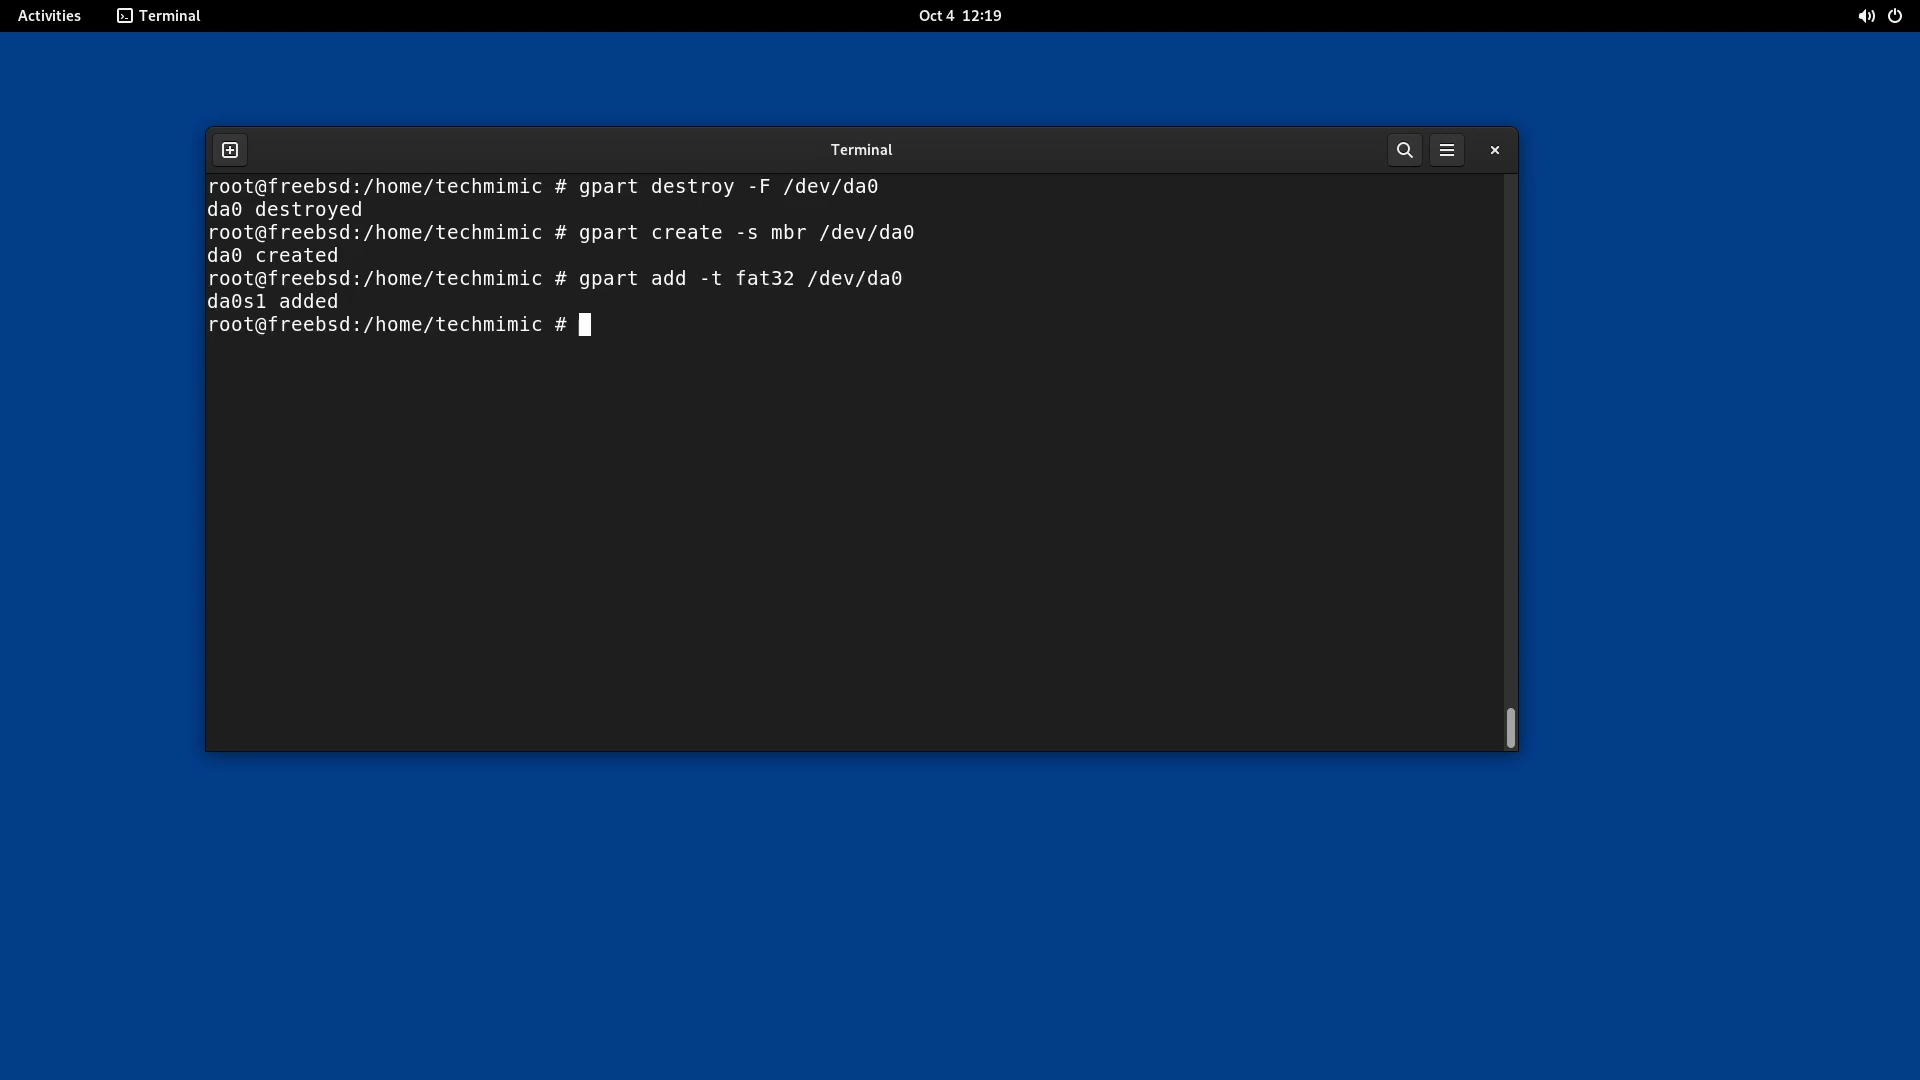 Activities Terminal Oct 4 12:19
Terminal
root@freebsd:/home/techmimic # gpart destroy -F /dev/da0
da0 destroyed
root@freebsd:/home/techmimic # gpart create -s mbr /dev/da0
da0 created
root@freebsd:/home/techmimic # gpart add -t fat32 /dev/da0
da0s1 added
root@freebsd:/home/techmimic #